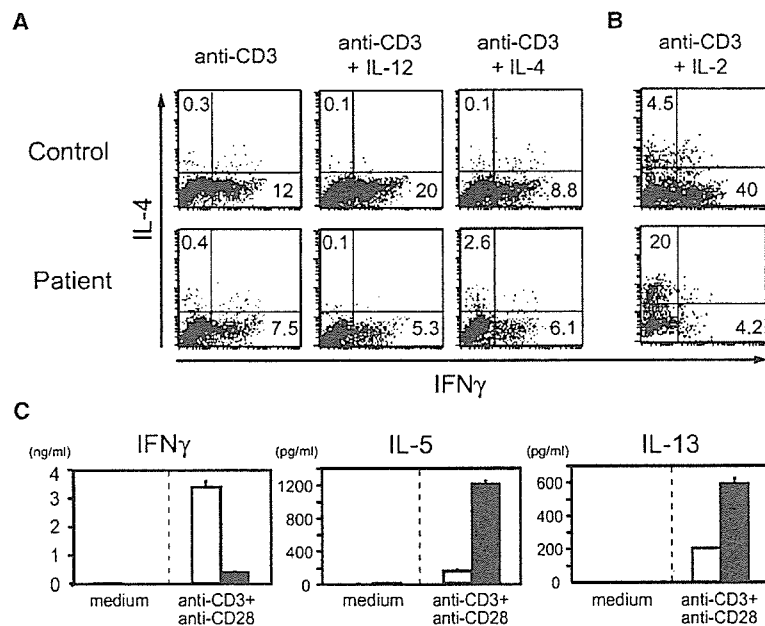 A
B
anti-CD3
anti-CD3
+ IL-12
anti-CD3
+ IL-4
anti-CD3
+ IL-2
Control
0.3
12
0.1
20
0.1
8.8
4.5
40
IL-4
Patient
0.4
7.5
0.1
5.3
2.6
6.1
20
4.2
IFNγ
C
(ng/ml)
IFNγ
4
3
2
1
0
medium
anti-CD3+
anti-CD28
(pg/ml)
IL-5
1200
800
400
0
medium
anti-CD3+
anti-CD28
(pg/ml)
IL-13
600
400
200
0
medium
anti-CD3+
anti-CD28